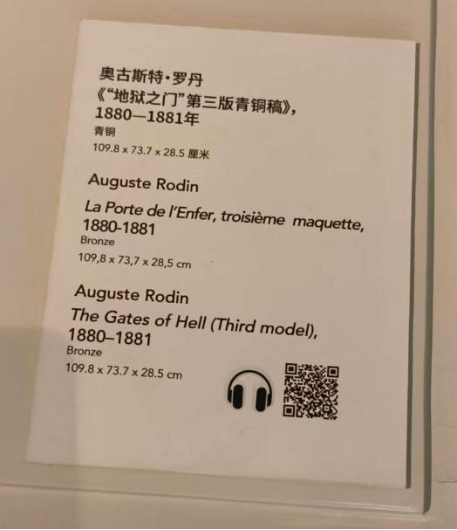 奥古斯特·罗丹
《“地狱之门”第三版青铜稿》，
1880—1881年
青铜
109.8 x 73.7 x 28.5 厘米
Auguste Rodin
La Porte de l’Enfer, troisième maquette,
1880-1881
Bronze
109,8 x 73,7 x 28,5 cm
Auguste Rodin
The Gates of Hell (Third model),
1880–1881
Bronze
109.8 x 73.7 x 28.5 cm